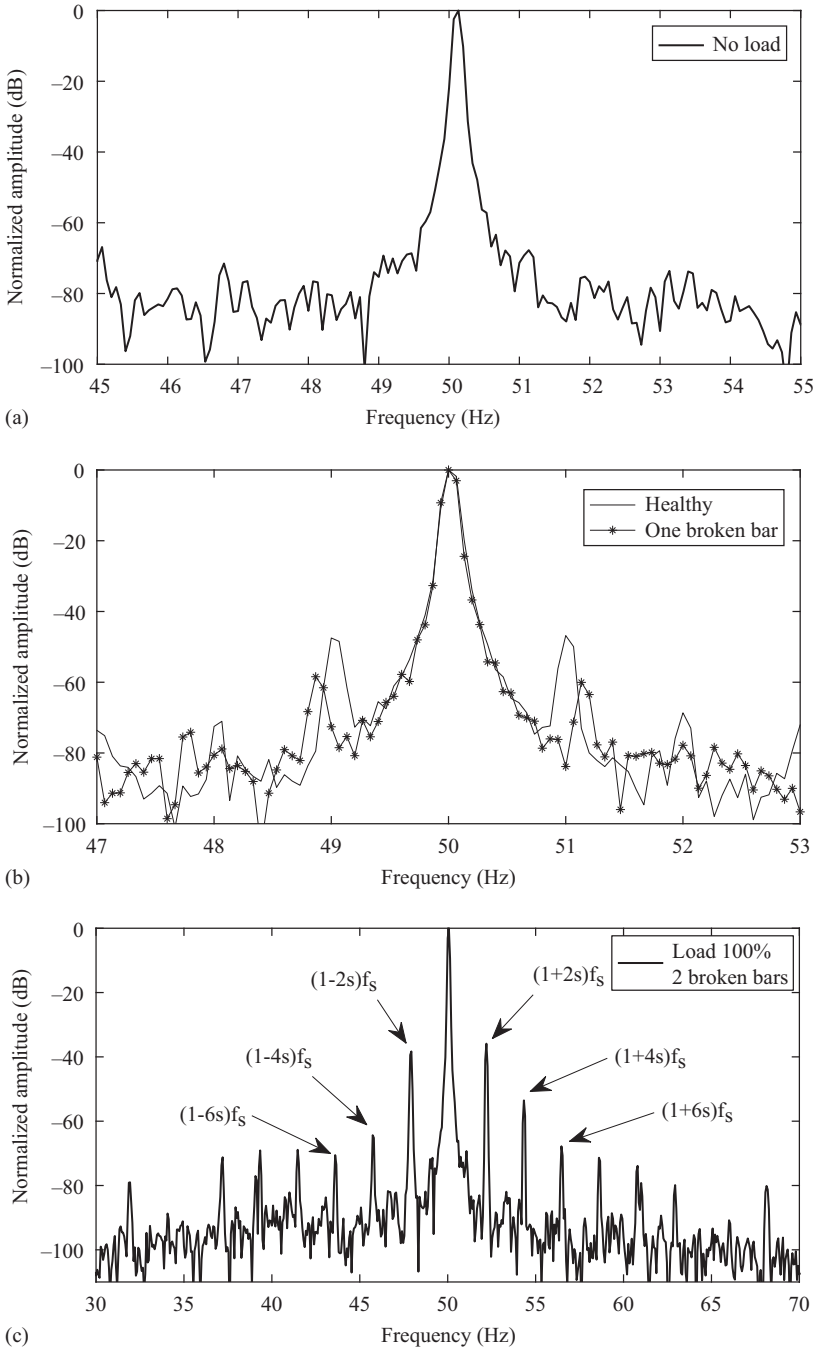 0
No load
−20
−40
−60
−80
−100
Normalized amplitude (dB)
45 46 47 48 49 50 51 52 53 54 55
(a)
Frequency (Hz)
0
Healthy
One broken bar
−20
−40
−60
−80
−100
Normalized amplitude (dB)
47 48 49 50 51 52 53
(b)
Frequency (Hz)
0
Load 100%
2 broken bars
(1-2s)fs
(1+2s)fs
−20
−40
(1-4s)fs
(1+4s)fs
−60
(1-6s)fs
(1+6s)fs
−80
−100
Normalized amplitude (dB)
30 35 40 45 50 55 60 65 70
(c)
Frequency (Hz)